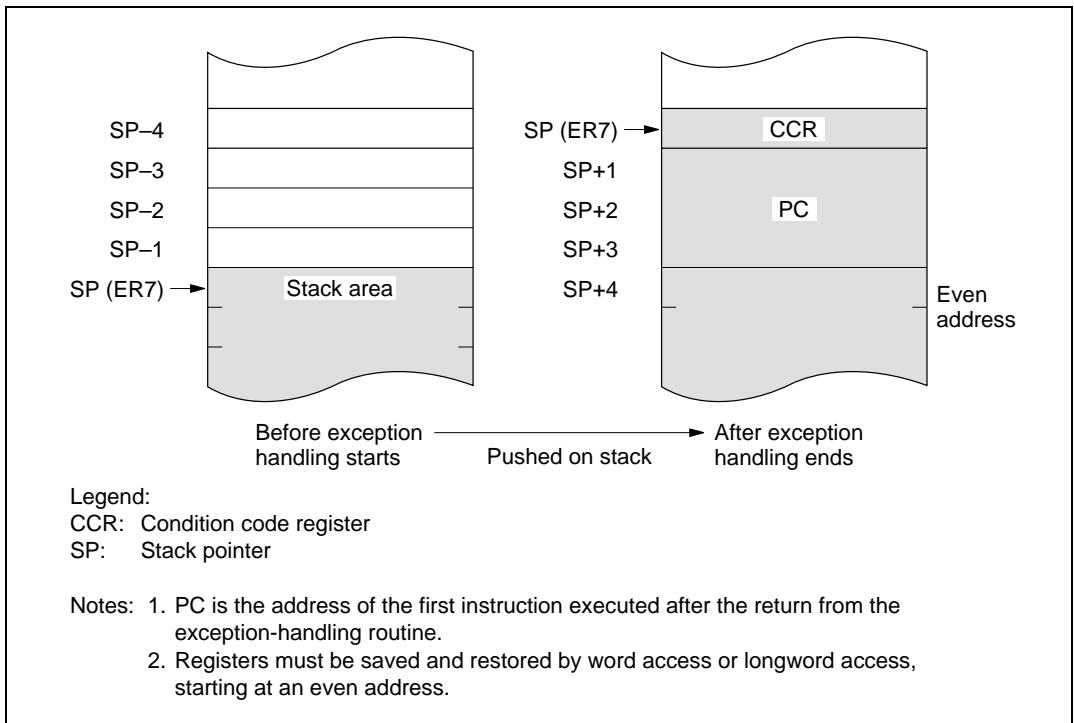 SP–4
SP–3
SP–2
SP–1
SP (ER7)
Stack area
SP (ER7)
SP+1
SP+2
SP+3
SP+4
CCR
PC
Even
address
Before exception
handling starts
Pushed on stack
After exception
handling ends
Legend:
CCR: Condition code register
SP: Stack pointer
Notes: 1. PC is the address of the first instruction executed after the return from the
exception-handling routine.
2. Registers must be saved and restored by word access or longword access,
starting at an even address.